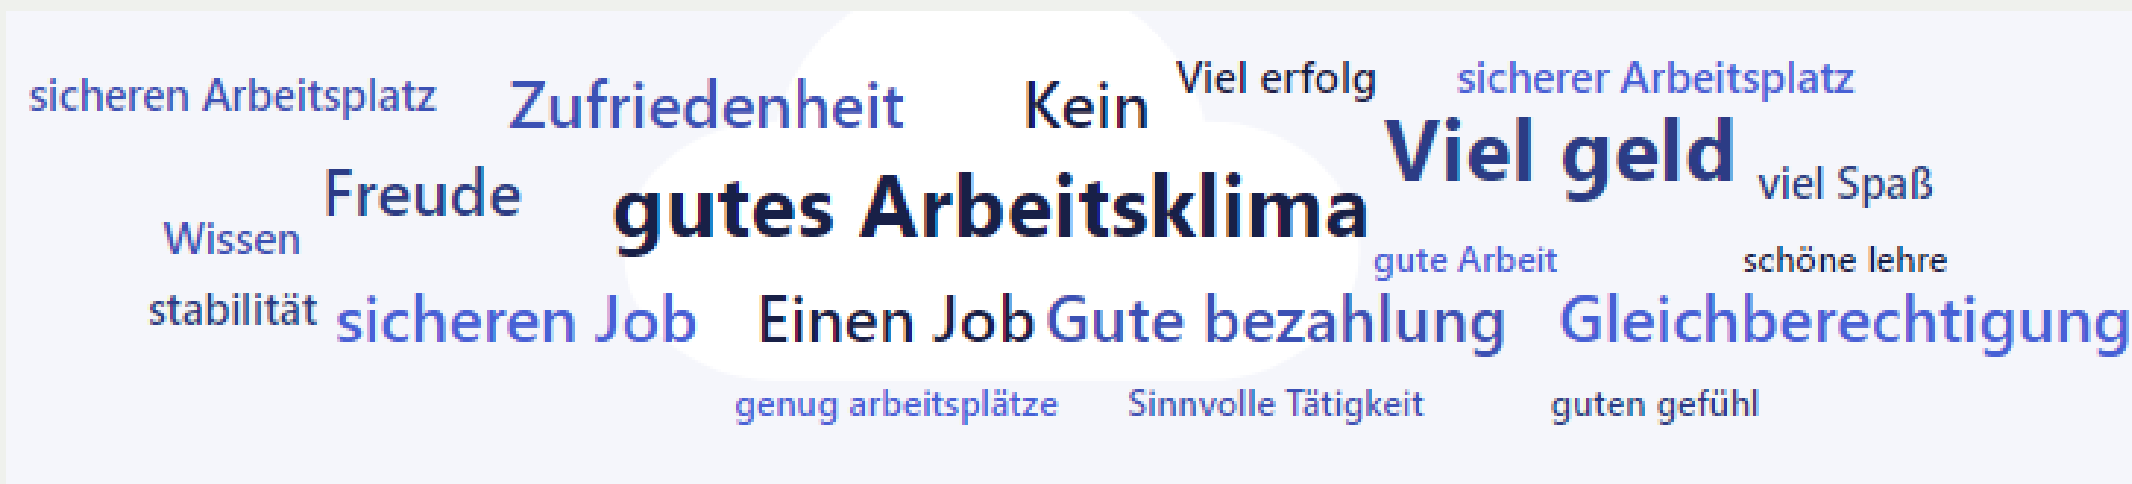 sicheren Arbeitsplatz
Zufriedenheit
Kein
Viel erfolg
sicherer Arbeitsplatz
Freude
gutes Arbeitsklima
Viel geld
viel Spaß
Wissen
gute Arbeit
schöne lehre
stabilität
sicheren Job
Einen Job
Gute bezahlung
Gleichberechtigung
genug arbeitsplätze
Sinnvolle Tätigkeit
guten gefühl